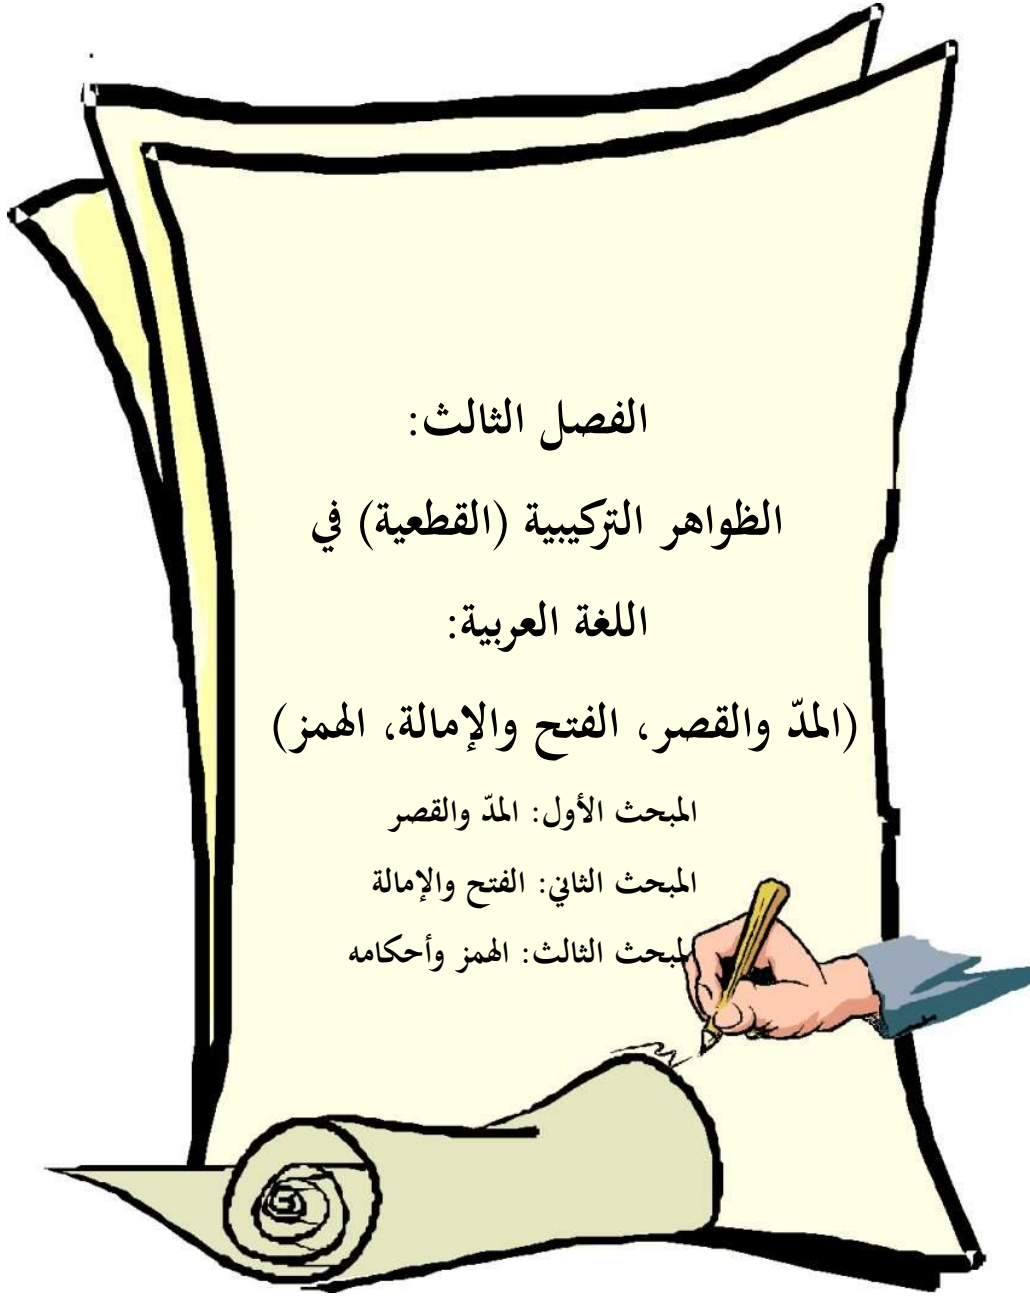 الفصل الثالث:
الظواهر التركيبية (القطعية) في
اللغة العربية:
(المدّ والقصر، الفتح والإمالة، الهمز)
المبحث الأول: المدّ والقصر
المبحث الثاني: الفتح والإمالة
المبحث الثالث: الهمز وأحكامه